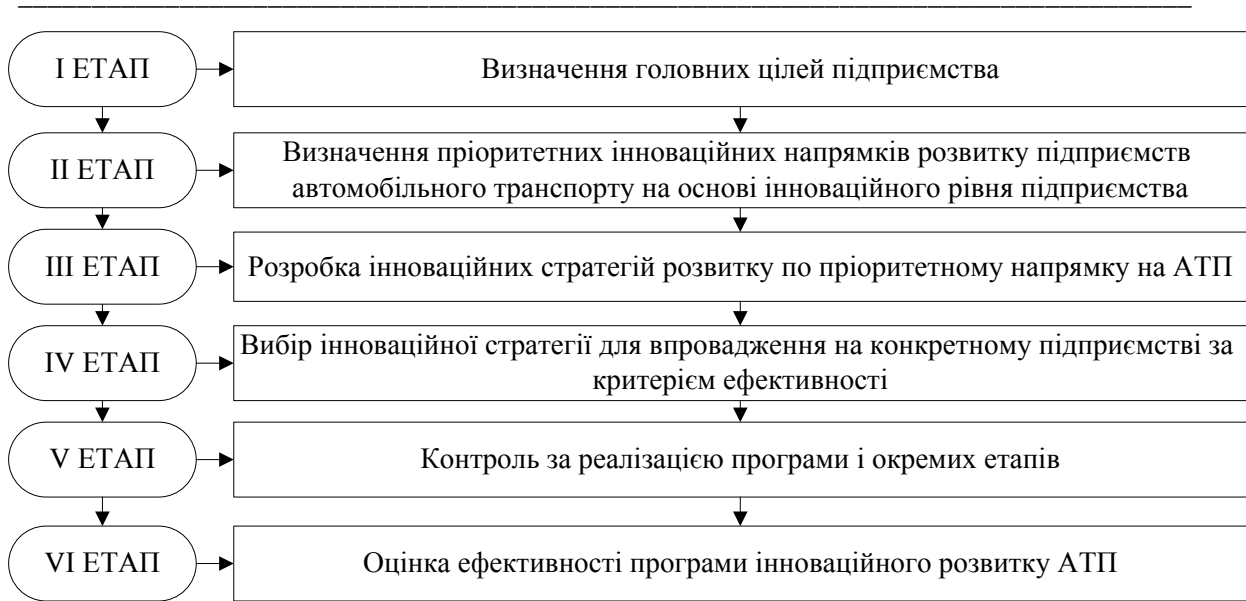 I ЕТАП
Визначення головних цілей підприємства
II ЕТАП
Визначення пріоритетних інноваційних напрямків розвитку підприємств
автомобільного транспорту на основі інноваційного рівня підприємства
III ЕТАП
Розробка інноваційних стратегій розвитку по пріоритетному напрямку на АТП
IV ЕТАП
Вибір інноваційної стратегії для впровадження на конкретному підприємстві за
критерієм ефективності
V ЕТАП
Контроль за реалізацією програми і окремих етапів
VI ЕТАП
Оцінка ефективності програми інноваційного розвитку АТП